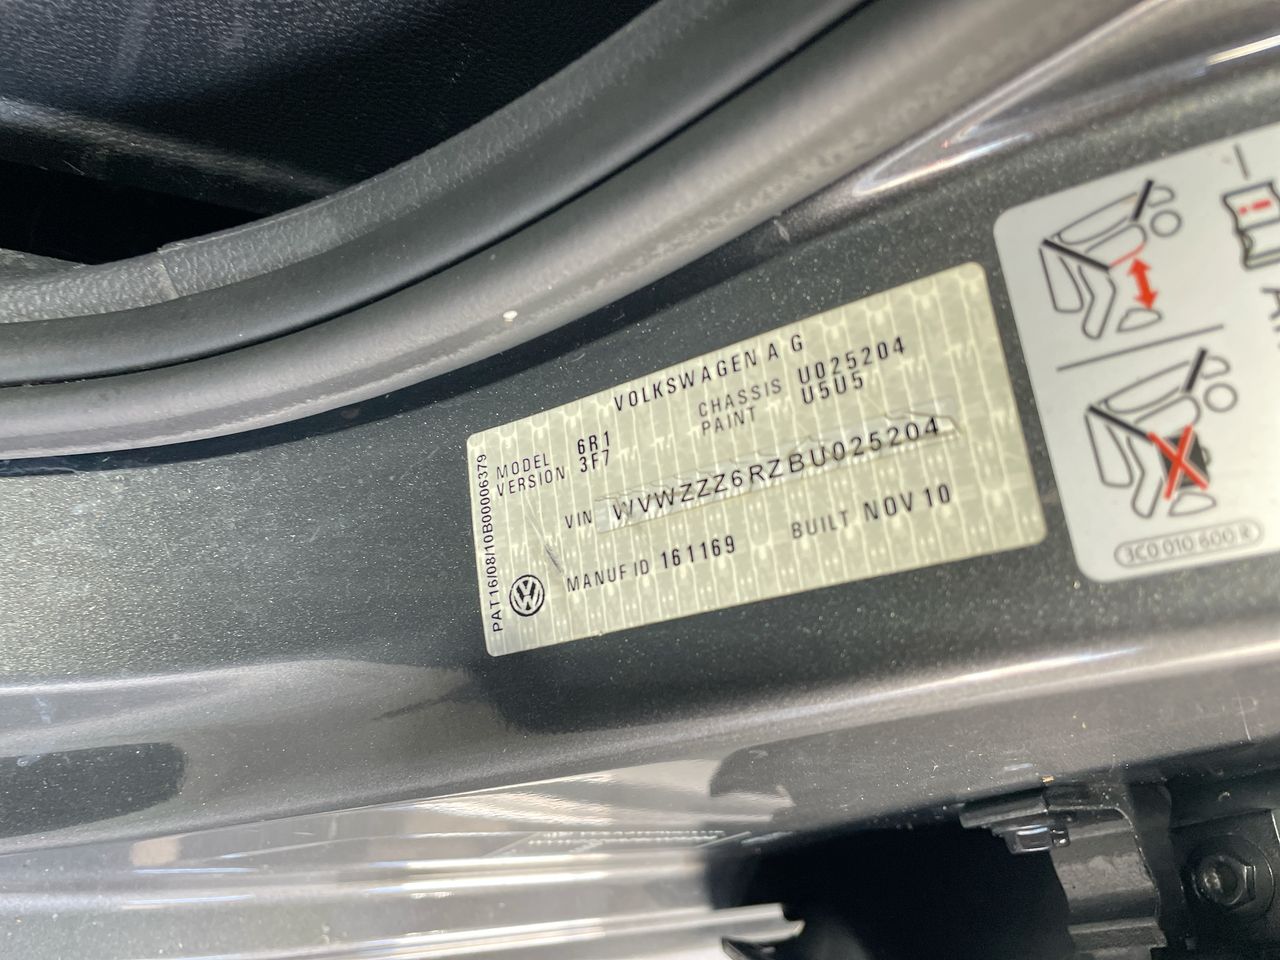 VOLKSWAGEN A G
MODEL 6R1 CHASSIS U025204
VERSION 3F7 PAINT U5U5
VIN WVWZZZ6RZBU025204
MANUF ID 161169 BUILT NOV 10
PAT16/08/10B00006379
3C0 010 600 R